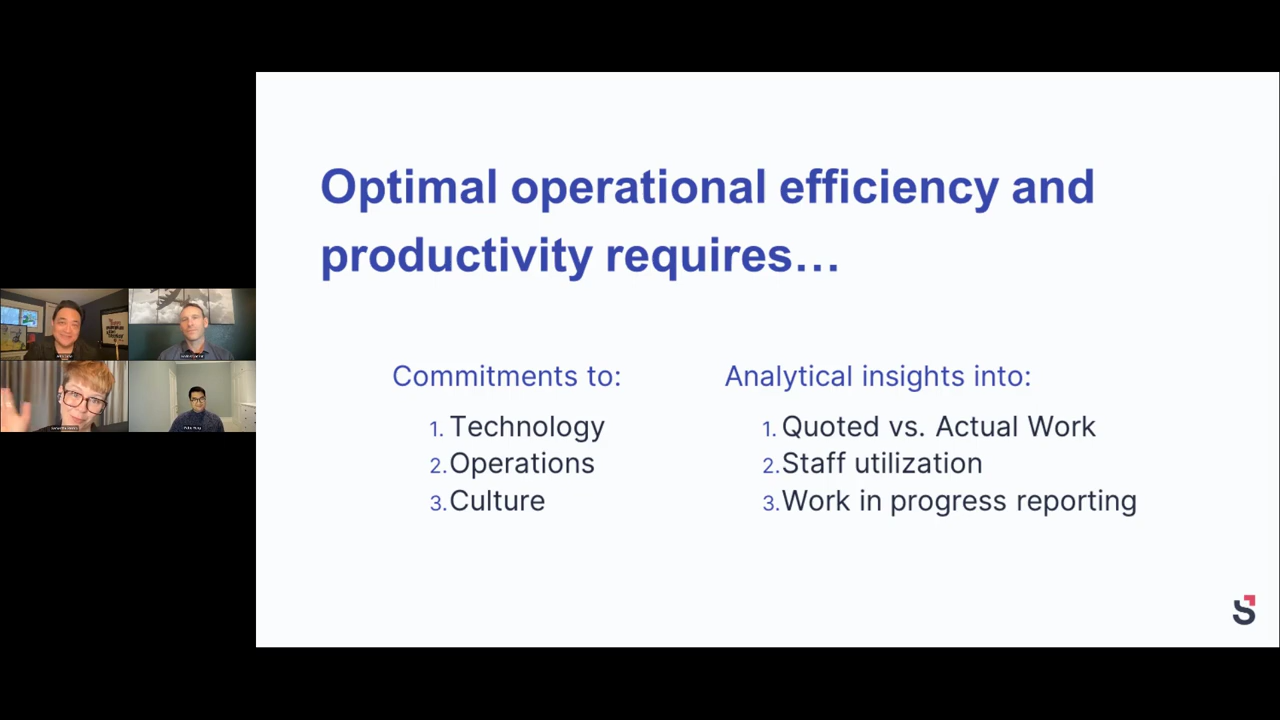 Optimal operational efficiency and
productivity requires...
Commitments to:
1. Technology
2. Operations
3. Culture
Analytical insights into:
1. Quoted vs. Actual Work
2. Staff utilization
3. Work in progress reporting